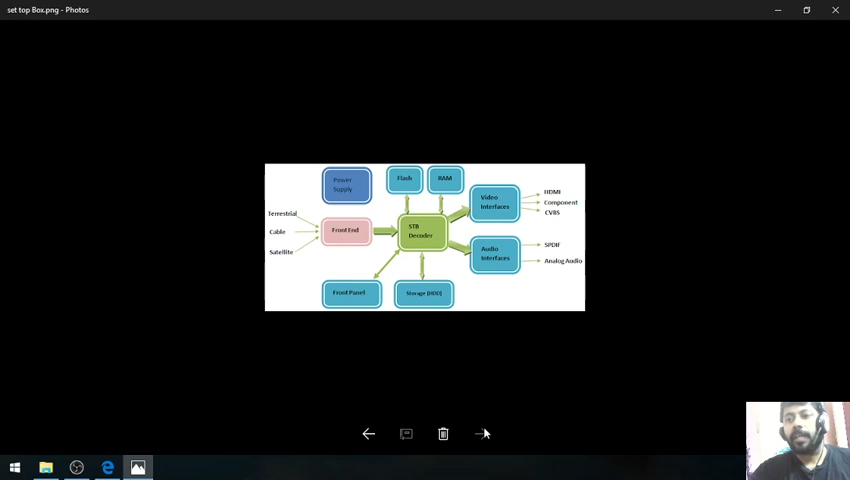 set top Box.png - Photos
Power
Supply
Flash
RAM
Video
Interfaces
HDMI
Component
CVBS
Terrestrial
Cable
Satellite
Front End
STB
Decoder
Audio
Interfaces
SPDIF
Analog Audio
Front Panel
Storage (HDD)